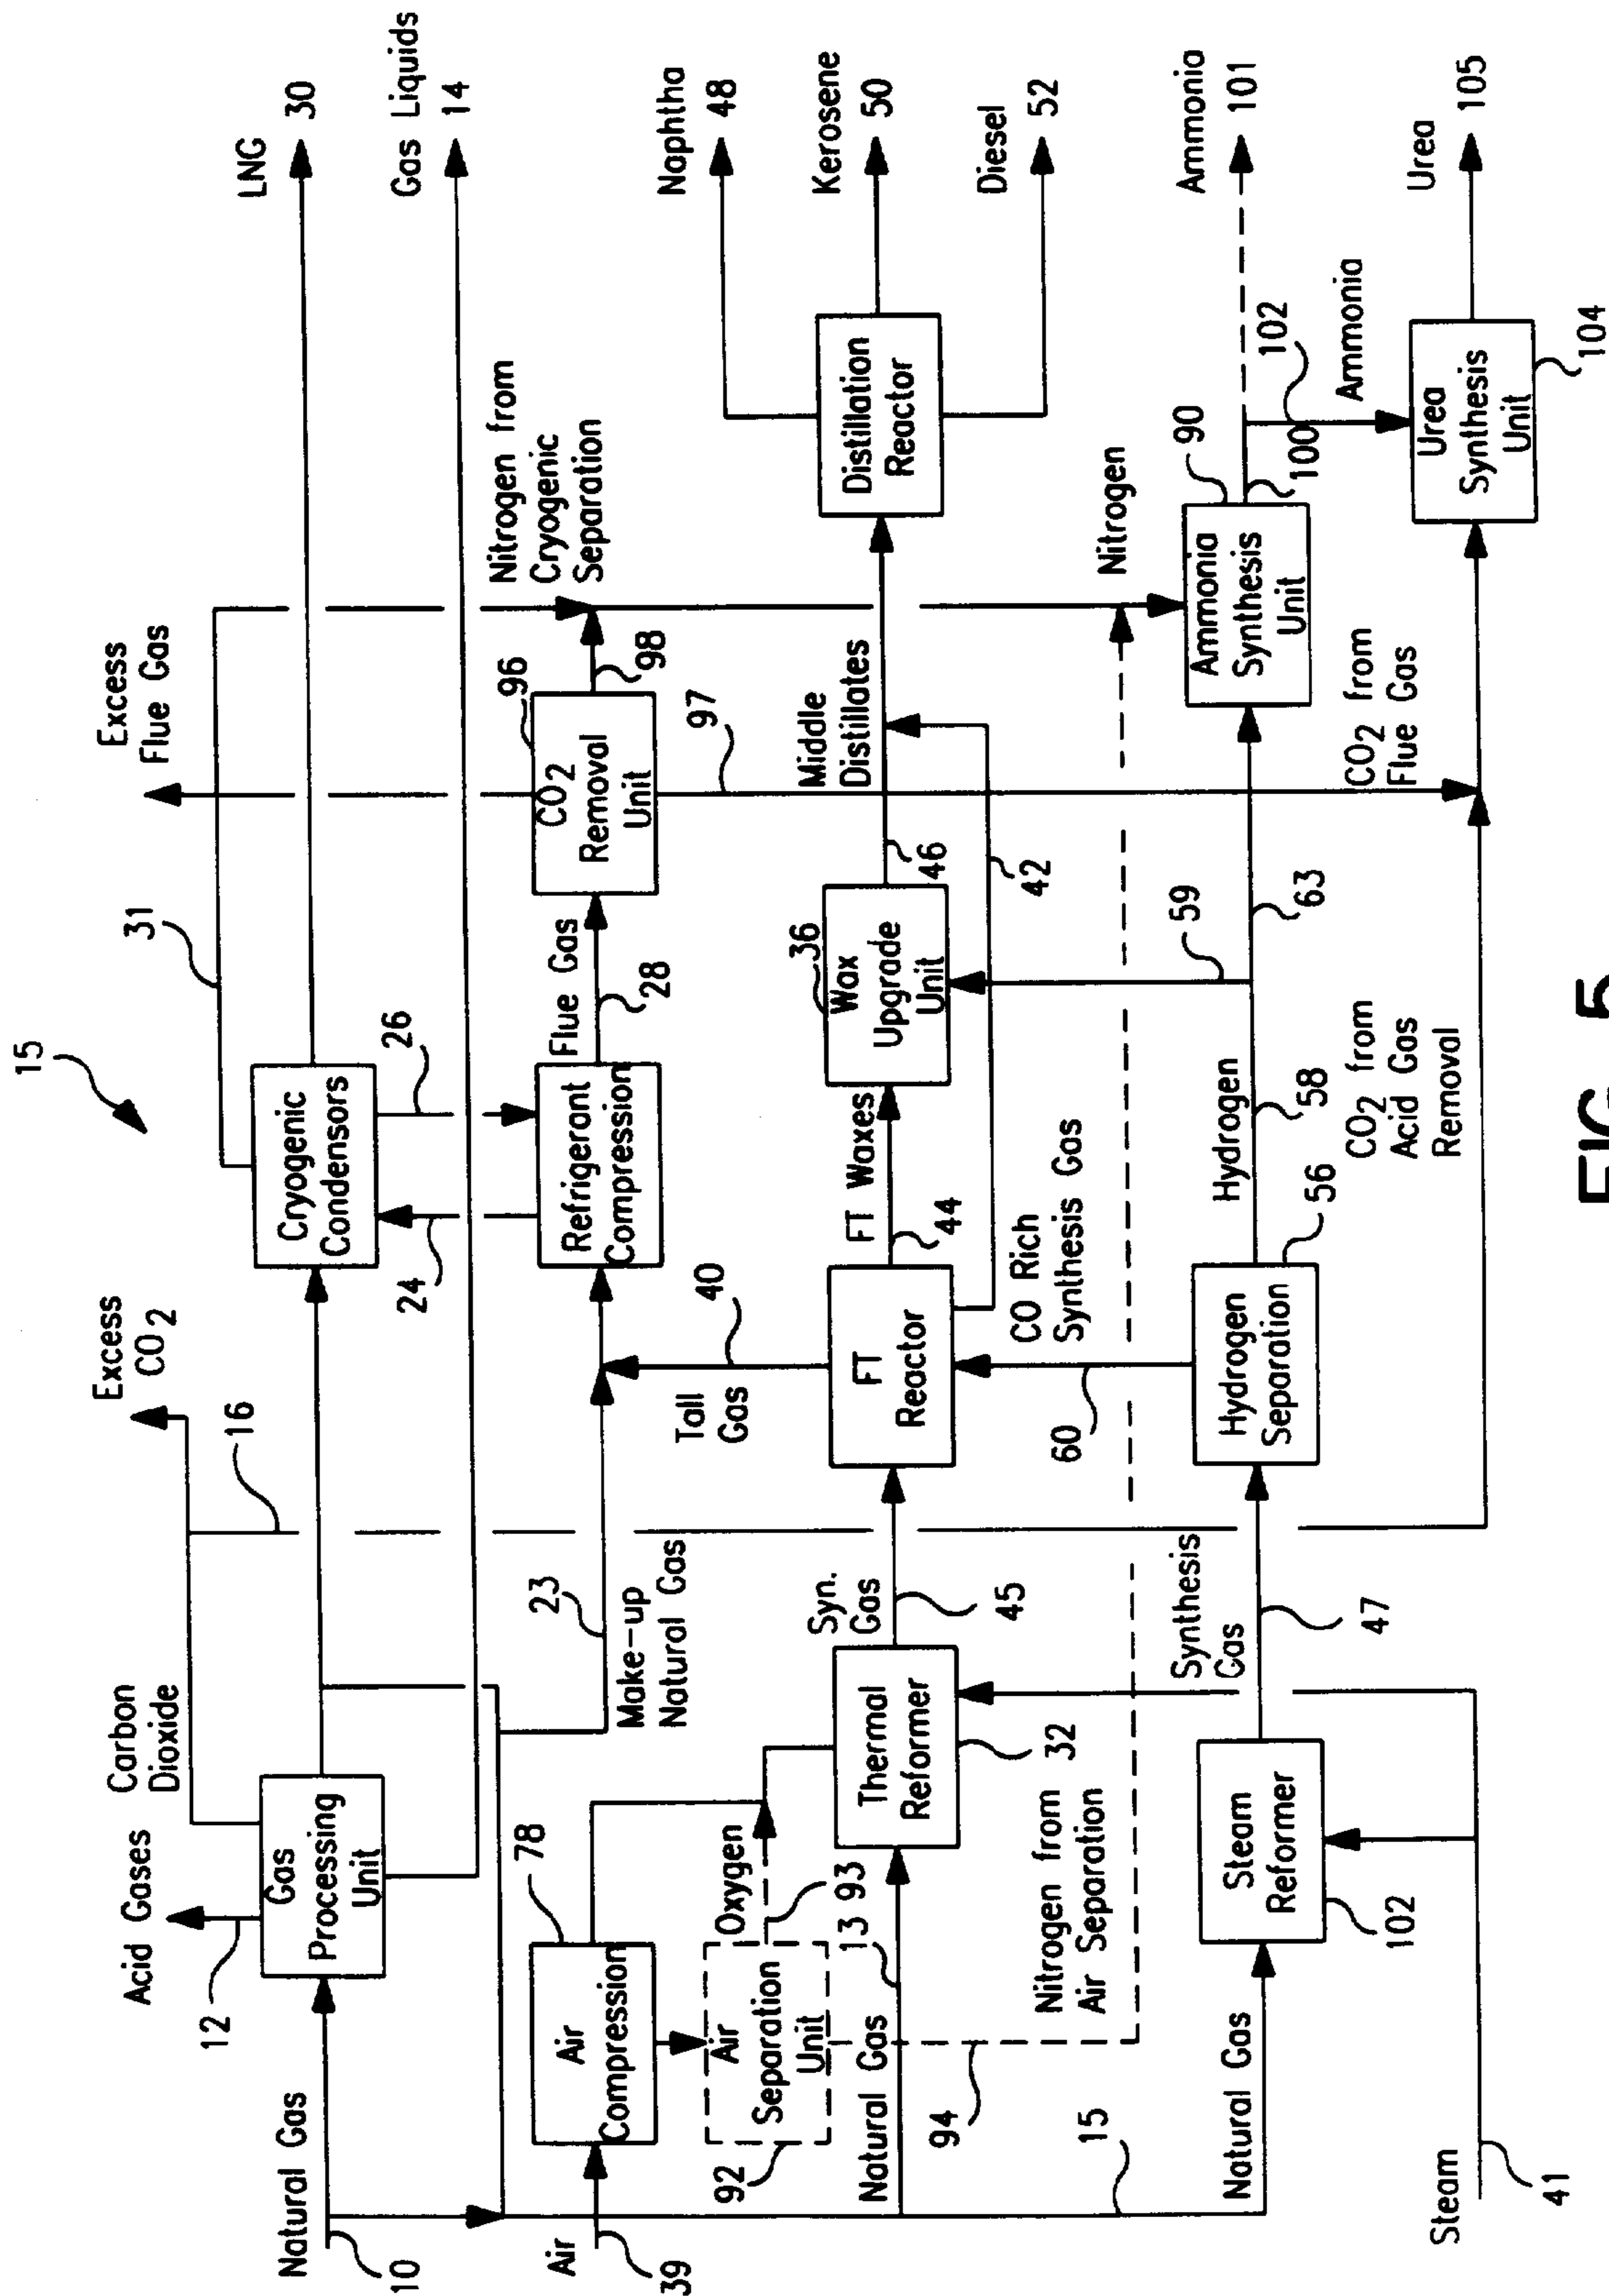 15
Acid Gases
12
Carbon
Dioxide
Excess
CO2
16
Excess
Flue Gas
31
Natural Gas
10
Gas
Processing
Unit
Cryogenic
Condensors
LNG
30
Gas Liquids
14
24
26
23
Make-up
Natural Gas
Refrigerant
Compression
Flue Gas
28
CO2
Removal
Unit
96
98
97
Nitrogen from
Cryogenic
Separation
Air
39
Air
Compression
78
Air
Separation
Unit
92
Oxygen
93
94
Natural Gas
13
Thermal
Reformer
32
Syn.
Gas
45
Tall
Gas
40
FT
Reactor
FT Waxes
44
Wax
Upgrade
Unit
36
46
42
Middle
Distillates
Distillation
Reactor
Naphtha
48
Kerosene
50
Diesel
52
Nitrogen from
Air Separation
CO Rich
Synthesis Gas
60
59
Nitrogen
15
Natural Gas
Steam
Reformer
102
Synthesis
Gas
47
Hydrogen
Separation
56
Hydrogen
58
63
Ammonia
Synthesis
Unit
90
100
102
Ammonia
101
Ammonia
Steam
41
CO2 from
Acid Gas
Removal
CO2 from
Flue Gas
Urea
Synthesis
Unit
104
Urea
105
FIG. 5